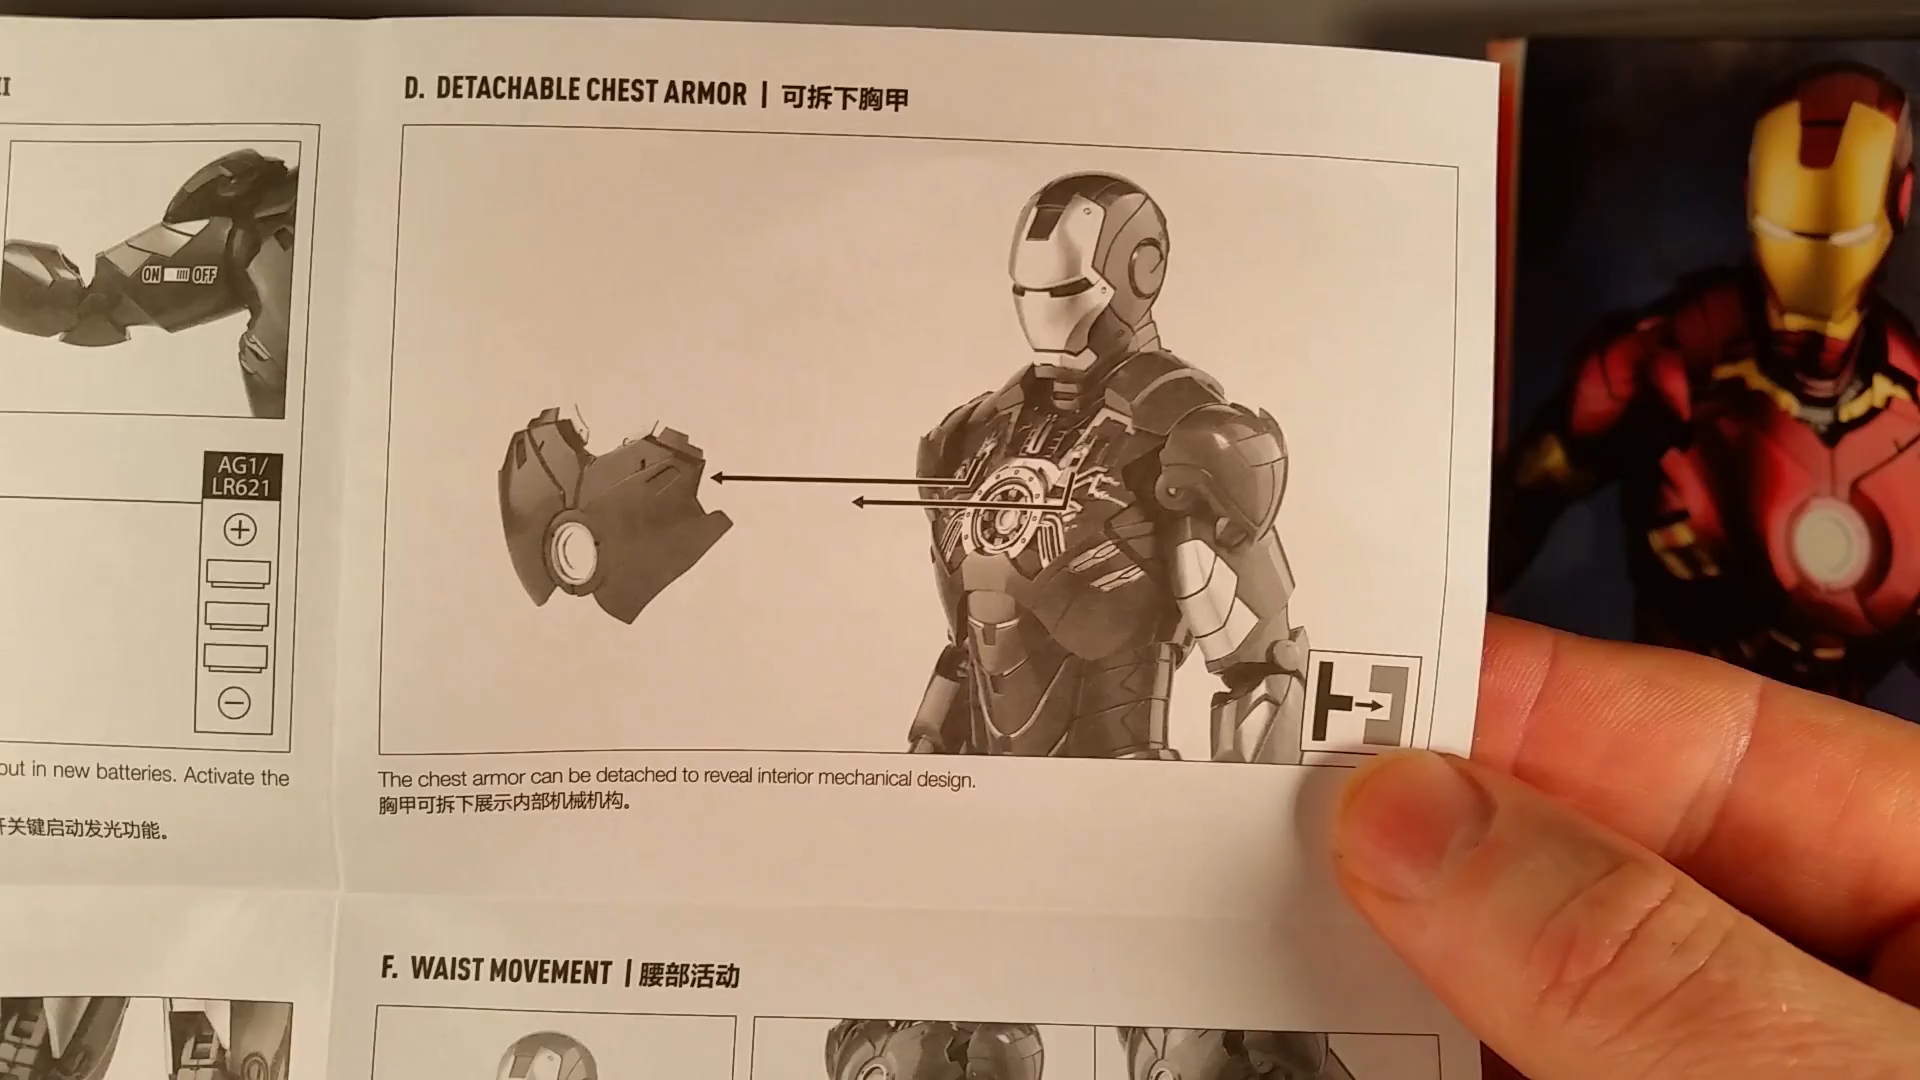 II
D. DETACHABLE CHEST ARMOR | 可拆下胸甲
ON OFF
AG1/
LR621
+
−
out in new batteries. Activate the
开关键启动发光功能。
The chest armor can be detached to reveal interior mechanical design.
胸甲可拆下展示内部机械机构。
F. WAIST MOVEMENT | 腰部活动